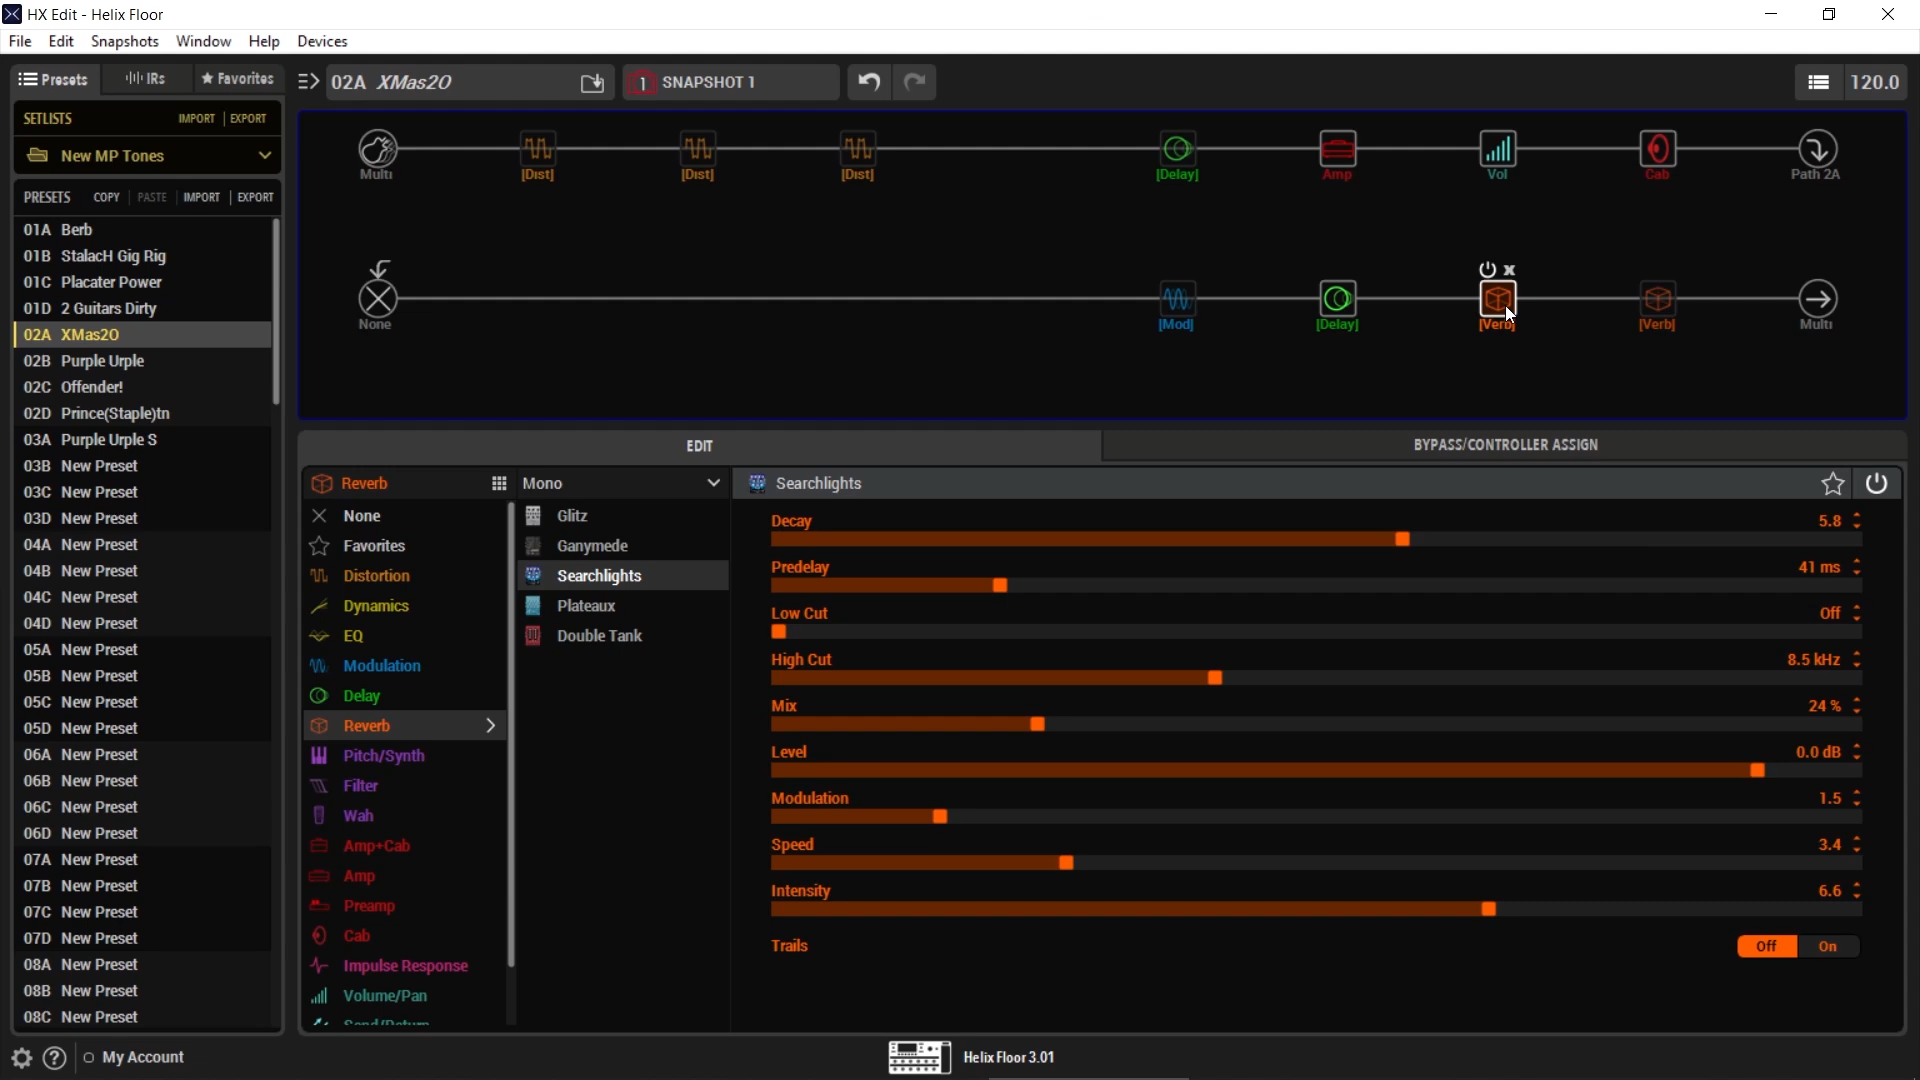 HX Edit - Helix Floor
File Edit Snapshots Window Help Devices
Presets IRs Favorites
02A XMas2O
1 SNAPSHOT 1
120.0
SETLISTS IMPORT EXPORT
New MP Tones
PRESETS COPY PASTE IMPORT EXPORT
01A Berb
01B StalacH Gig Rig
01C Placater Power
01D 2 Guitars Dirty
02A XMas2O
02B Purple Urple
02C Offender!
02D Prince(Staple)tn
03A Purple Urple S
03B New Preset
03C New Preset
03D New Preset
04A New Preset
04B New Preset
04C New Preset
04D New Preset
05A New Preset
05B New Preset
05C New Preset
05D New Preset
06A New Preset
06B New Preset
06C New Preset
06D New Preset
07A New Preset
07B New Preset
07C New Preset
07D New Preset
08A New Preset
08B New Preset
08C New Preset
Multi [Dist] [Dist] [Dist] [Delay] Amp Vol Cab Path 2A
None [Mod] [Delay] [Verb] [Verb] Multi
EDIT BYPASS/CONTROLLER ASSIGN
Reverb
None
Favorites
Distortion
Dynamics
EQ
Modulation
Delay
Reverb
Pitch/Synth
Filter
Wah
Amp+Cab
Amp
Preamp
Cab
Impulse Response
Volume/Pan
Send/Return
Mono
Glitz
Ganymede
Searchlights
Plateaux
Double Tank
Searchlights
Decay 5.8
Predelay 41 ms
Low Cut Off
High Cut 8.5 kHz
Mix 24 %
Level 0.0 dB
Modulation 1.5
Speed 3.4
Intensity 6.6
Trails Off On
My Account
Helix Floor 3.01